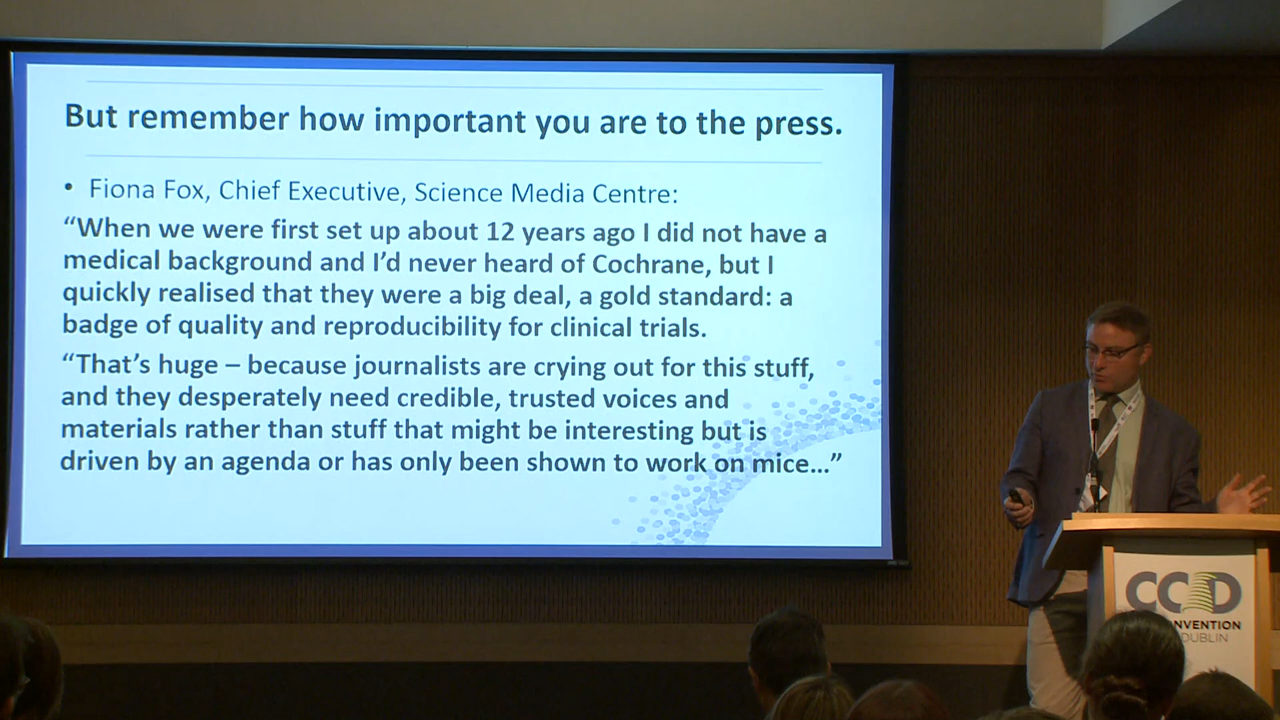 But remember how important you are to the press.
• Fiona Fox, Chief Executive, Science Media Centre:
“When we were first set up about 12 years ago I did not have a
medical background and I’d never heard of Cochrane, but I
quickly realised that they were a big deal, a gold standard: a
badge of quality and reproducibility for clinical trials.
“That’s huge – because journalists are crying out for this stuff,
and they desperately need credible, trusted voices and
materials rather than stuff that might be interesting but is
driven by an agenda or has only been shown to work on mice...”
CCD
NVENTION
DUBLIN